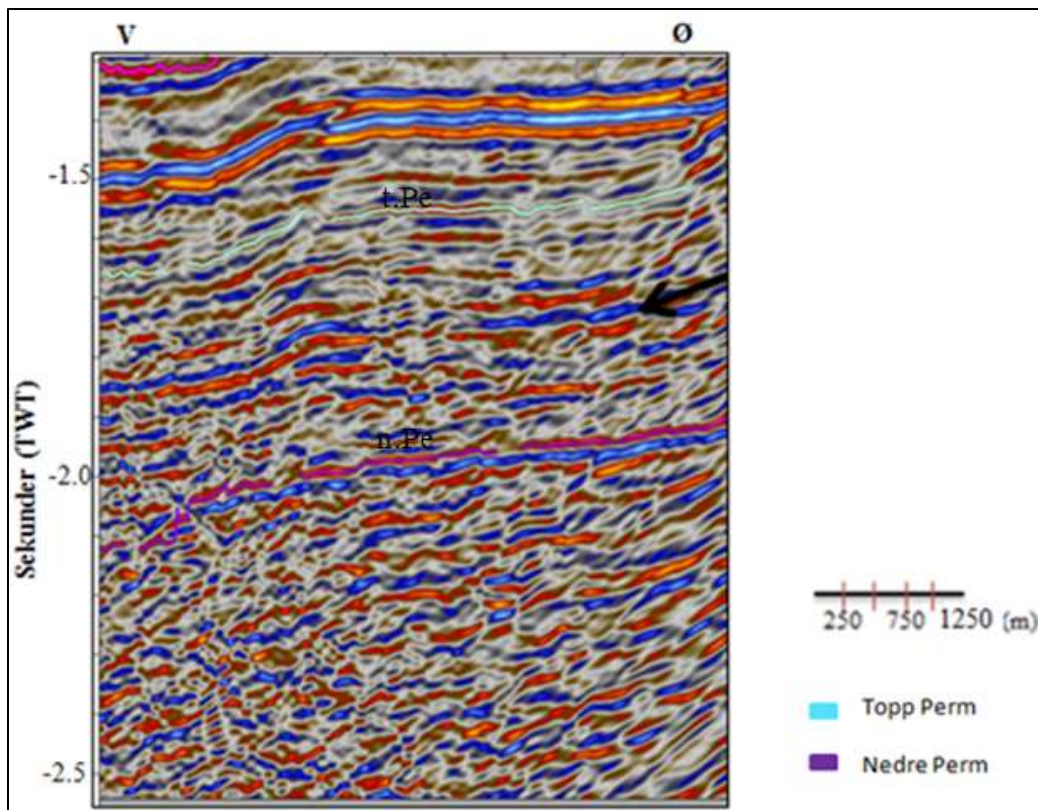 V Ø
-1.5
t.Pe
n.Pe
-2.0
-2.5
Sekunder (TWT)
250 750 1250 (m)
Topp Perm
Nedre Perm